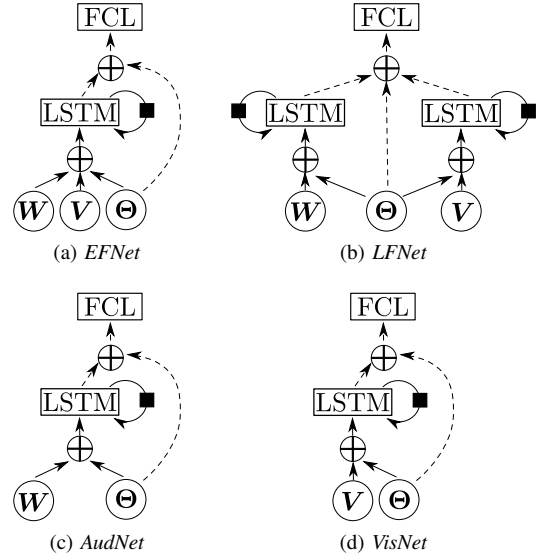 FCL
LSTM
W V Θ
(a) EFNet
FCL
LSTM LSTM
W Θ V
(b) LFNet
FCL
LSTM
W Θ
(c) AudNet
FCL
LSTM
V Θ
(d) VisNet